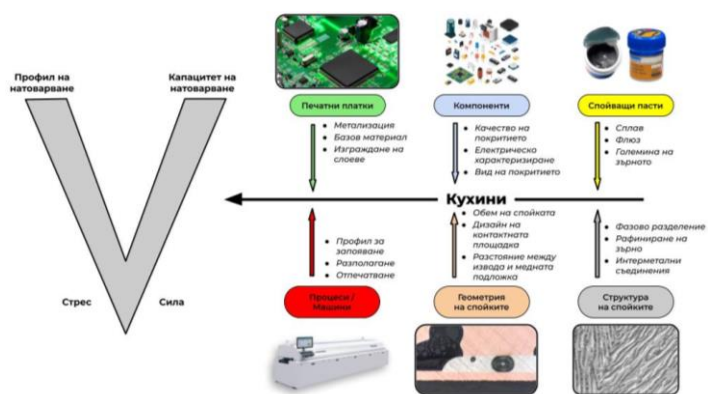 Профил на
натоварване
Капацитет на
натоварване
Стрес
Сила
Печатни платки
Метализация
Базов материал
Изграждане на
слоеве
Компоненти
Качество на
покритието
Електрическо
характеризиране
Вид на покритието
Спойващи пасти
Сплав
Флюс
Големина на
зърното
Кухини
Профил за
запояване
Разполагане
Отпечатване
Процеси /
Машини
Обем на спойката
Дизайн на
контактната
площадка
Разстояние между
извода и медната
подложка
Геометрия
на спойките
Фазово разделение
Рафиниране на
зърно
Интерметални
съединения
Структура
на спойките